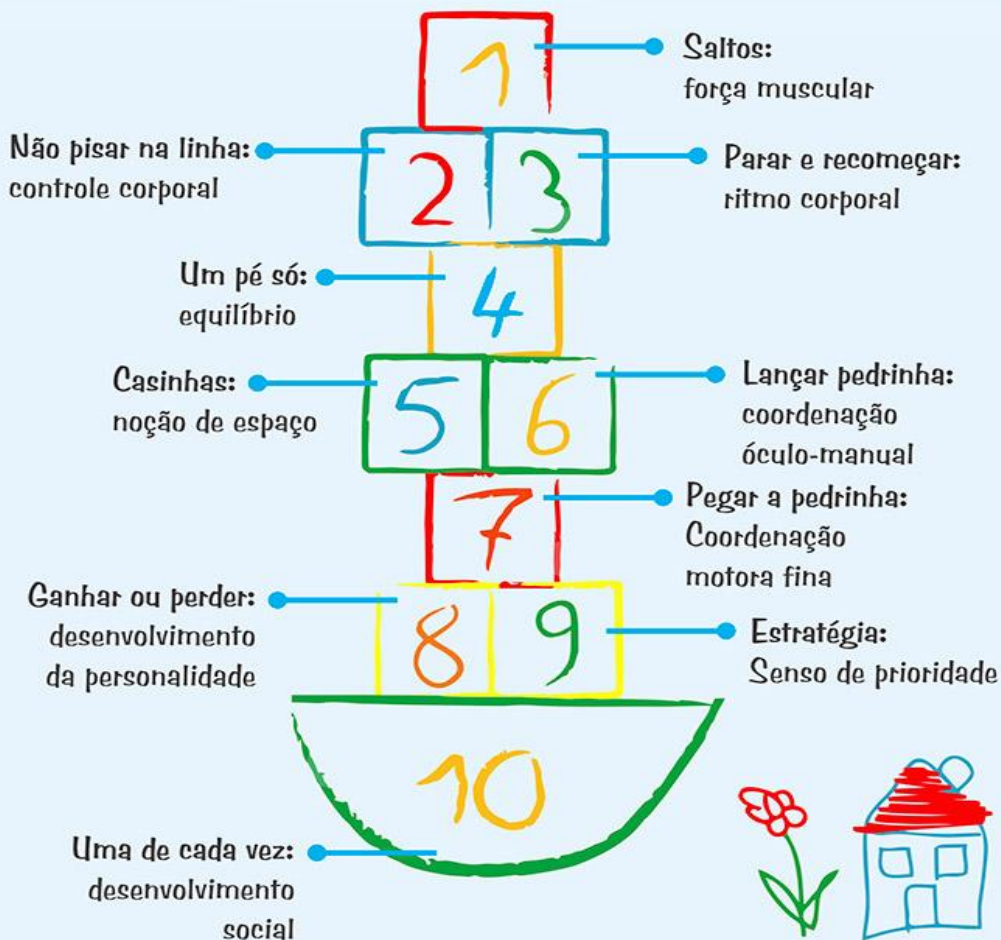 1
Saltos:
força muscular
Não pisar na linha:
controle corporal
2
3
Parar e recomeçar:
ritmo corporal
Um pé só:
equilíbrio
4
Casinhas:
noção de espaço
5
6
Lançar pedrinha:
coordenação
óculo-manual
7
Pegar a pedrinha:
Coordenação
motora fina
Ganhar ou perder:
desenvolvimento
da personalidade
8
9
Estratégia:
Senso de prioridade
10
Uma de cada vez:
desenvolvimento
social